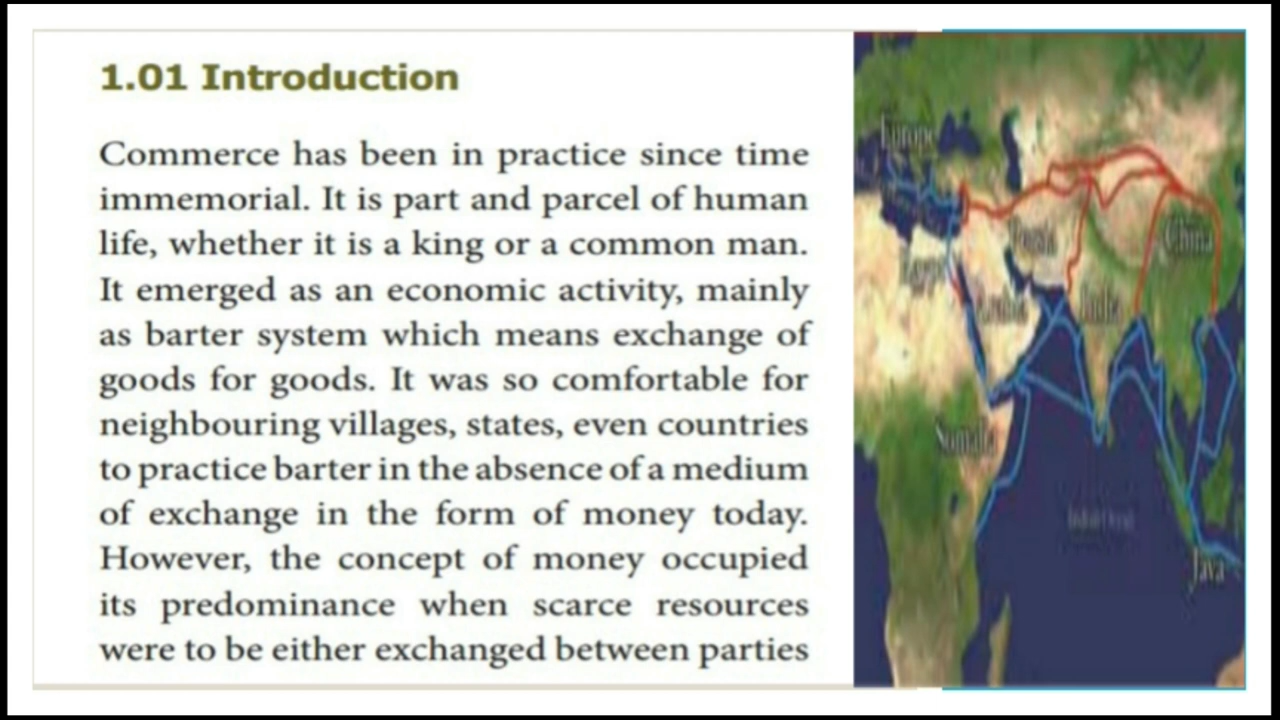 1.01 Introduction
Commerce has been in practice since time
immemorial. It is part and parcel of human
life, whether it is a king or a common man.
It emerged as an economic activity, mainly
as barter system which means exchange of
goods for goods. It was so comfortable for
neighbouring villages, states, even countries
to practice barter in the absence of a medium
of exchange in the form of money today.
However, the concept of money occupied
its predominance when scarce resources
were to be either exchanged between parties
Europe
China
India
Somalia
Java